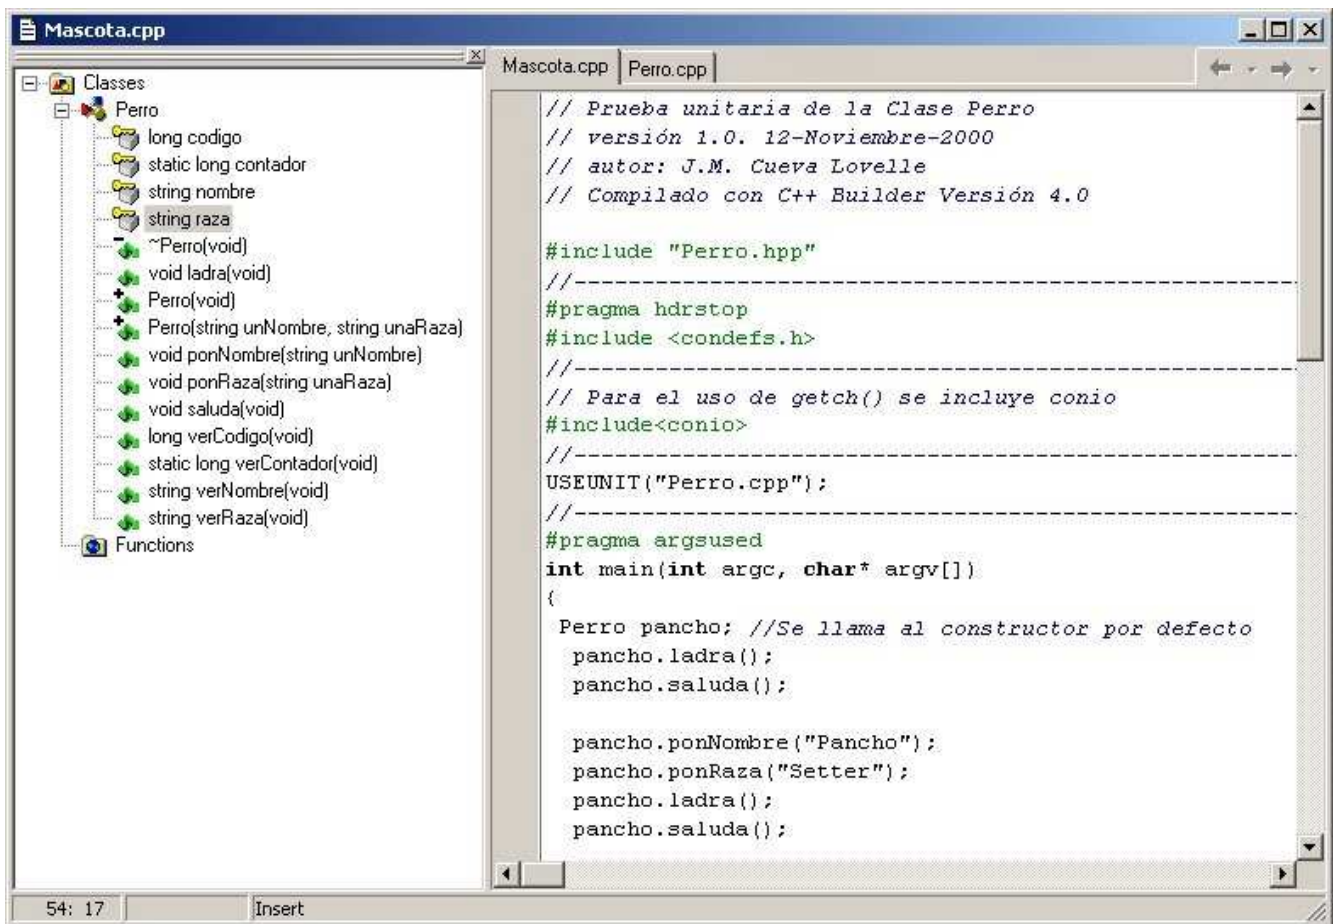 Mascota.cpp
Classes
Perro
long codigo
static long contador
string nombre
string raza
~Perro(void)
void ladra(void)
Perro(void)
Perro(string unNombre, string unaRaza)
void ponNombre(string unNombre)
void ponRaza(string unaRaza)
void saluda(void)
long verCodigo(void)
static long verContador(void)
string verNombre(void)
string verRaza(void)
Functions
Mascota.cpp Perro.cpp
// Prueba unitaria de la Clase Perro
// versión 1.0. 12-Noviembre-2000
// autor: J.M. Cueva Lovelle
// Compilado con C++ Builder Versión 4.0
#include "Perro.hpp"
//-------------------------------------------------------
#pragma hdrstop
#include <condefs.h>
//-------------------------------------------------------
// Para el uso de getch() se incluye conio
#include<conio>
//-------------------------------------------------------
USEUNIT("Perro.cpp");
//-------------------------------------------------------
#pragma argsused
int main(int argc, char* argv[])
{
Perro pancho; //Se llama al constructor por defecto
pancho.ladra();
pancho.saluda();
pancho.ponNombre("Pancho");
pancho.ponRaza("Setter");
pancho.ladra();
pancho.saluda();
54: 17 Insert